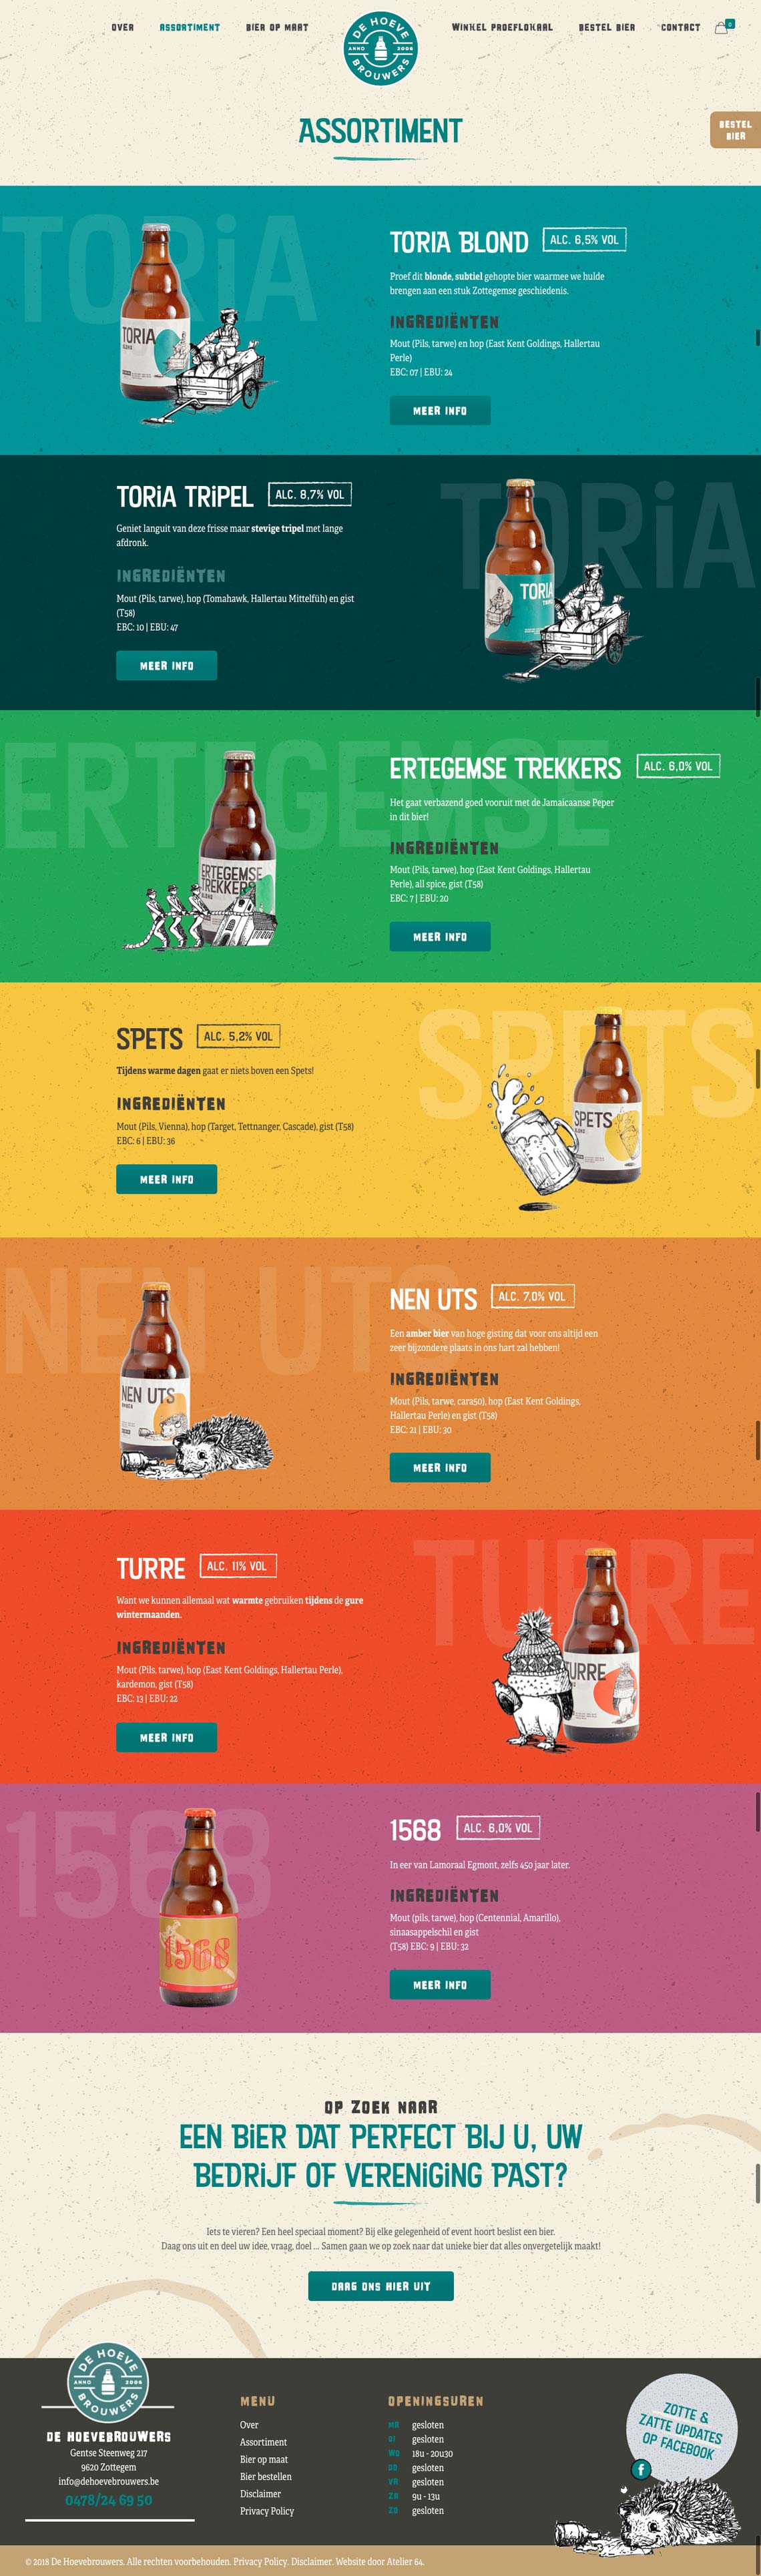 OVER
ASSORTIMENT
BIER OP MAAT
DE HOEVE
ANNO 2006
BROUWERS
WINKEL PROEFLOKAAL
BESTEL BIER
CONTACT
0
ASSORTIMENT
BESTEL
BIER
TORiA
TORIA
BLOND
TORIA BLOND
ALC. 6,5% VOL
Proef dit blonde, subtiel gehopte bier waarmee we hulde
brengen aan een stuk Zottegemse geschiedenis.
INGREDIËNTEN
Mout (Pils, tarwe) en hop (East Kent Goldings, Hallertau
Perle)
EBC: 07 | EBU: 24
MEER INFO
TORiA TRiPEL
ALC. 8,7% VOL
Geniet languit van deze frisse maar stevige tripel met lange
afdronk.
INGREDIËNTEN
Mout (Pils, tarwe), hop (Tomahawk, Hallertau Mittelfüh) en gist
(T58)
EBC: 10 | EBU: 47
MEER INFO
TORiA
TORIA
ERTEGEMSE
ERTEGEMSE
TREKKERS
ERTEGEMSE TREKKERS
ALC. 6,0% VOL
Het gaat verbazend goed vooruit met de Jamaicaanse Peper
in dit bier!
INGREDIËNTEN
Mout (Pils, tarwe), hop (East Kent Goldings, Hallertau
Perle), all spice, gist (T58)
EBC: 7 | EBU: 20
MEER INFO
SPETS
ALC. 5,2% VOL
Tijdens warme dagen gaat er niets boven een Spets!
INGREDIËNTEN
Mout (Pils, Vienna), hop (Target, Tettnanger, Cascade), gist (T58)
EBC: 6 | EBU: 36
MEER INFO
SPETS
SPETS
BLOND
NEN UTS
NEN UTS
AMBER
NEN UTS
ALC. 7,0% VOL
Een amber bier van hoge gisting dat voor ons altijd een
zeer bijzondere plaats in ons hart zal hebben!
INGREDIËNTEN
Mout (Pils, tarwe, cara50), hop (East Kent Goldings,
Hallertau Perle) en gist (T58)
EBC: 21 | EBU: 30
MEER INFO
TURRE
ALC. 11% VOL
Want we kunnen allemaal wat warmte gebruiken tijdens de gure
wintermaanden.
INGREDIËNTEN
Mout (Pils, tarwe), hop (East Kent Goldings, Hallertau Perle),
kardemon, gist (T58)
EBC: 13 | EBU: 22
MEER INFO
TURRE
URRE
1568
1568
1568
ALC. 6,0% VOL
In eer van Lamoraal Egmont, zelfs 450 jaar later.
INGREDIËNTEN
Mout (pils, tarwe), hop (Centennial, Amarillo),
sinaasappelschil en gist
(T58) EBC: 9 | EBU: 32
MEER INFO
OP ZOEK NAAR
EEN BiER DAT PERFECT BIJ U, UW
BEDRiJF OF VERENiGING PAST?
Iets te vieren? Een heel speciaal moment? Bij elke gelegenheid of event hoort beslist een bier.
Daag ons uit en deel uw idee, vraag, doel ... Samen gaan we op zoek naar dat unieke bier dat alles onvergetelijk maakt!
DAAG ONS HIER UIT
DE HOEVE
ANNO 2006
BROUWERS
DE HOEVEBROUWERS
Gentse Steenweg 217
9620 Zottegem
info@dehoevebrouwers.be
0478/24 69 50
MENU
Over
Assortiment
Bier op maat
Bier bestellen
Disclaimer
Privacy Policy
OPENINGSUREN
MA gesloten
DI gesloten
WO 18u - 20u30
DO gesloten
VR gesloten
ZA 9u - 13u
ZO gesloten
ZOTTE &
ZATTE UPDATES
OP FACEBOOK
f
© 2018 De Hoevebrouwers. Alle rechten voorbehouden. Privacy Policy. Disclaimer. Website door Atelier 64.